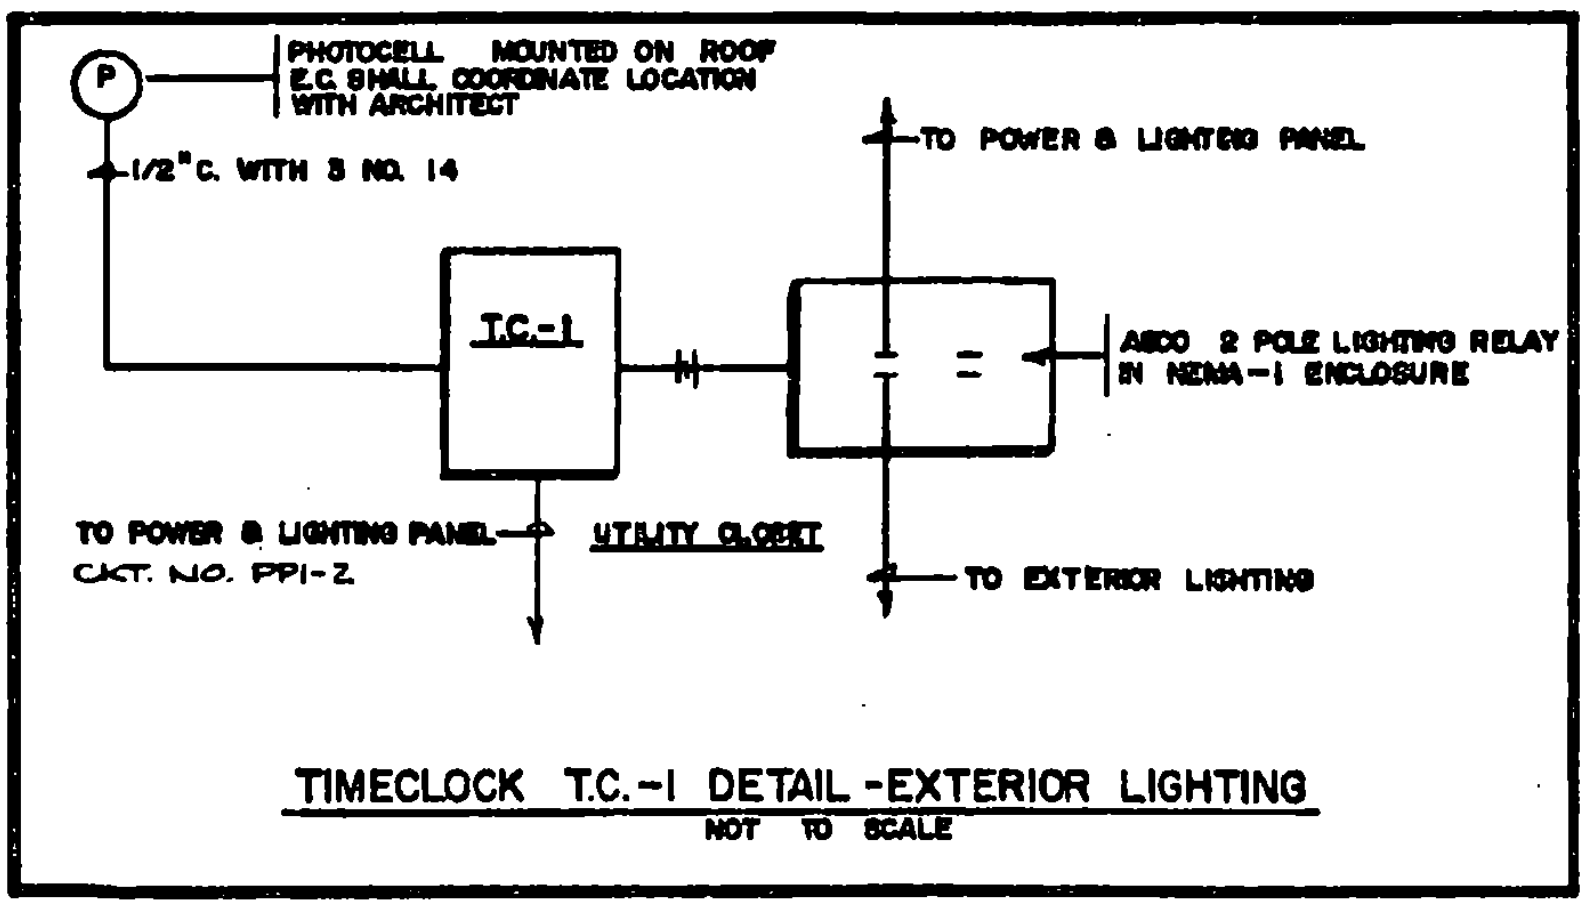 P
PHOTOCELL MOUNTED ON ROOF
E.C. SHALL COORDINATE LOCATION
WITH ARCHITECT
1/2" C. WITH 3 NO. 14
TO POWER & LIGHTING PANEL
T.C.-1
ASCO 2 POLE LIGHTING RELAY
IN NEMA-1 ENCLOSURE
TO POWER & LIGHTING PANEL
CKT. NO. PP1-2
UTILITY CLOSET
TO EXTERIOR LIGHTING
TIMECLOCK T.C.-1 DETAIL-EXTERIOR LIGHTING
NOT TO SCALE